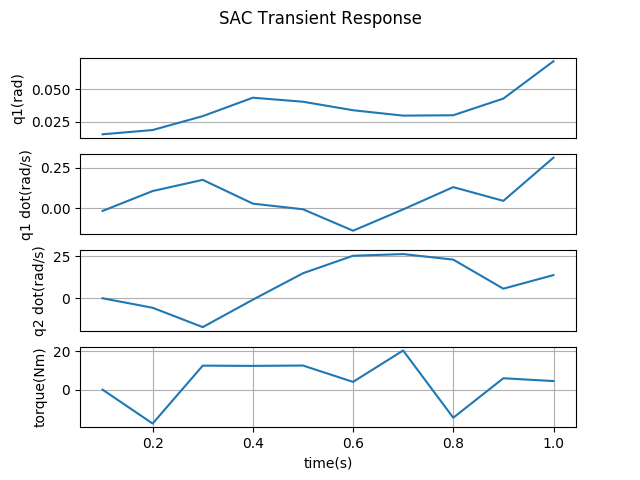 SAC Transient Response
q1(rad)
0.050
0.025
q1 dot(rad/s)
0.25
0.00
q2 dot(rad/s)
25
0
torque(Nm)
20
0
0.2 0.4 0.6 0.8 1.0
time(s)